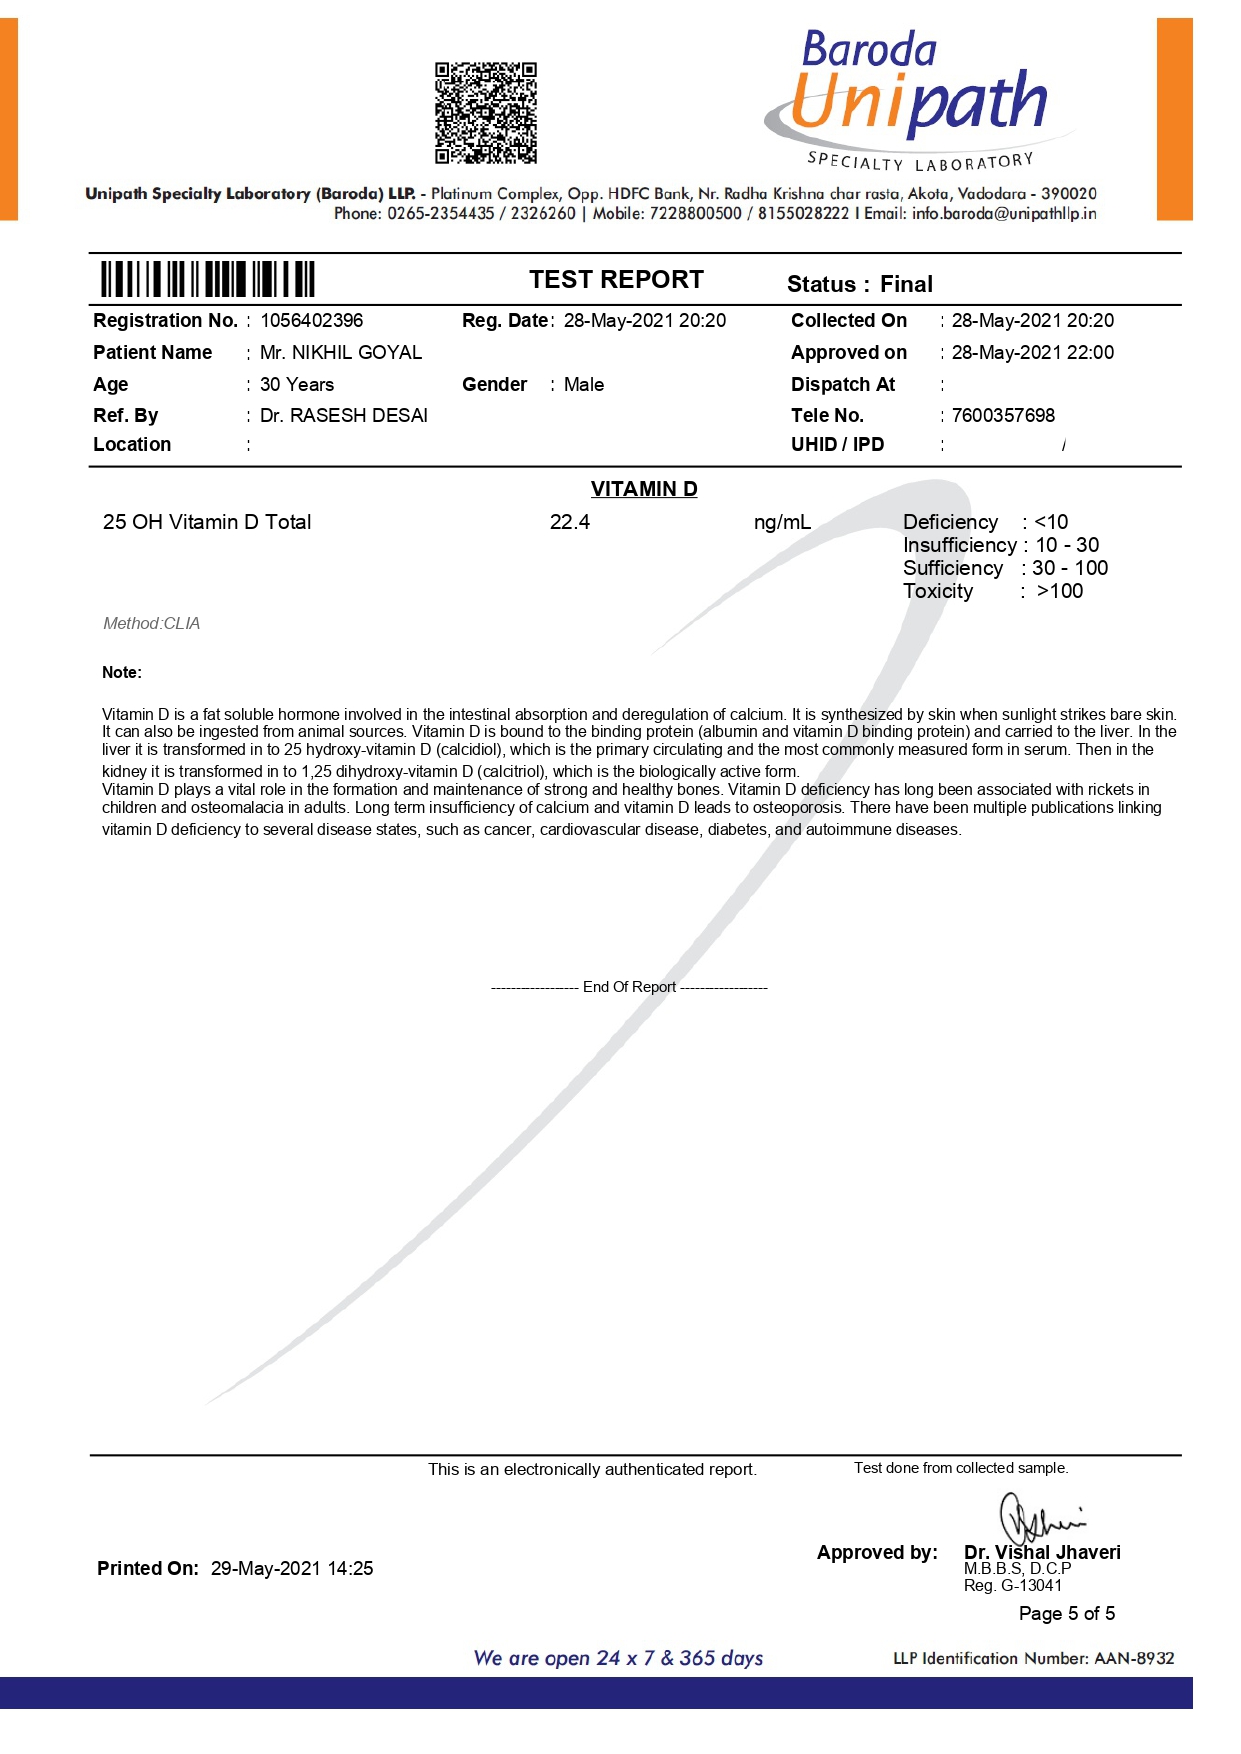 Baroda
Unipath
SPECIALTY LABORATORY
Unipath Specialty Laboratory (Baroda) LLP. - Platinum Complex, Opp. HDFC Bank, Nr. Radha Krishna char rasta, Akota, Vadodara - 390020
Phone: 0265-2354435 / 2326260 | Mobile: 7228800500 / 8155028222 I Email: info.baroda@unipathllp.in
TEST REPORT Status : Final
Registration No. : 1056402396 Reg. Date : 28-May-2021 20:20 Collected On : 28-May-2021 20:20
Patient Name : Mr. NIKHIL GOYAL Approved on : 28-May-2021 22:00
Age : 30 Years Gender : Male Dispatch At :
Ref. By : Dr. RASESH DESAI Tele No. : 7600357698
Location : UHID / IPD : /
VITAMIN D
25 OH Vitamin D Total 22.4 ng/mL Deficiency : <10
Insufficiency : 10 - 30
Sufficiency : 30 - 100
Toxicity : >100
Method:CLIA
Note:
Vitamin D is a fat soluble hormone involved in the intestinal absorption and deregulation of calcium. It is synthesized by skin when sunlight strikes bare skin.
It can also be ingested from animal sources. Vitamin D is bound to the binding protein (albumin and vitamin D binding protein) and carried to the liver. In the
liver it is transformed in to 25 hydroxy-vitamin D (calcidiol), which is the primary circulating and the most commonly measured form in serum. Then in the
kidney it is transformed in to 1,25 dihydroxy-vitamin D (calcitriol), which is the biologically active form.
Vitamin D plays a vital role in the formation and maintenance of strong and healthy bones. Vitamin D deficiency has long been associated with rickets in
children and osteomalacia in adults. Long term insufficiency of calcium and vitamin D leads to osteoporosis. There have been multiple publications linking
vitamin D deficiency to several disease states, such as cancer, cardiovascular disease, diabetes, and autoimmune diseases.
------------------ End Of Report ------------------
This is an electronically authenticated report. Test done from collected sample.
Approved by: Dr. Vishal Jhaveri
Printed On: 29-May-2021 14:25 M.B.B.S, D.C.P
Reg. G-13041
Page 5 of 5
We are open 24 x 7 & 365 days LLP Identification Number: AAN-8932